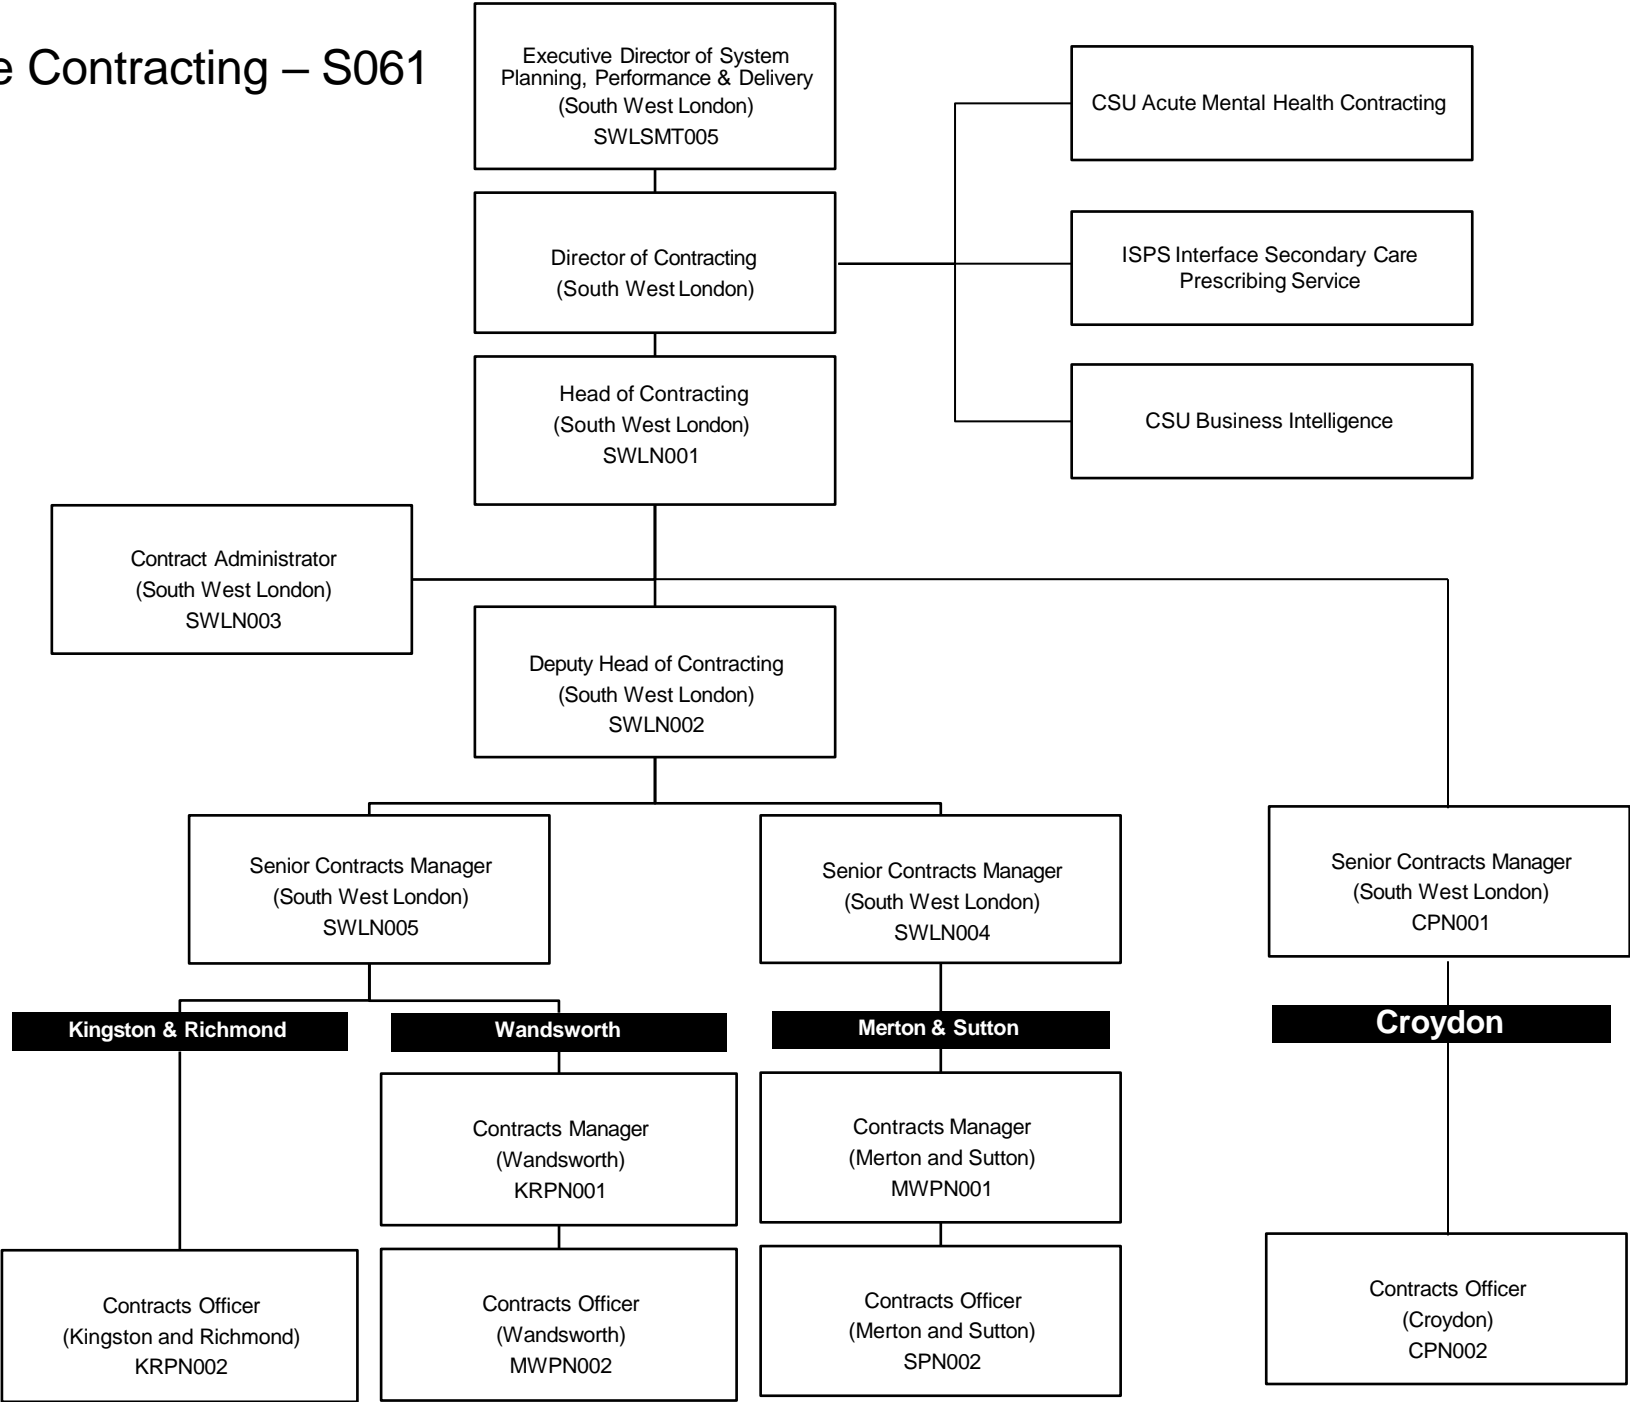 e Contracting – S061
Executive Director of System
Planning, Performance & Delivery
(South West London)
SWLSMT005
CSU Acute Mental Health Contracting
Director of Contracting
(South West London)
ISPS Interface Secondary Care
Prescribing Service
Head of Contracting
(South West London)
SWLN001
CSU Business Intelligence
Contract Administrator
(South West London)
SWLN003
Deputy Head of Contracting
(South West London)
SWLN002
Senior Contracts Manager
(South West London)
SWLN005
Senior Contracts Manager
(South West London)
SWLN004
Senior Contracts Manager
(South West London)
CPN001
Kingston & Richmond
Wandsworth
Merton & Sutton
Croydon
Contracts Manager
(Wandsworth)
KRPN001
Contracts Manager
(Merton and Sutton)
MWPN001
Contracts Officer
(Kingston and Richmond)
KRPN002
Contracts Officer
(Wandsworth)
MWPN002
Contracts Officer
(Merton and Sutton)
SPN002
Contracts Officer
(Croydon)
CPN002